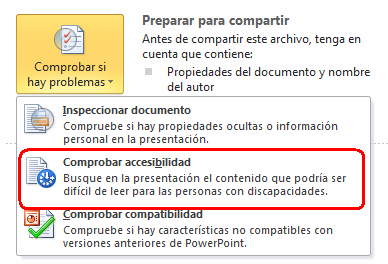 Comprobar si
hay problemas
Preparar para compartir
Antes de compartir este archivo, tenga en
cuenta que contiene:
Propiedades del documento y nombre
del autor
Inspeccionar documento
Compruebe si hay propiedades ocultas o información
personal en la presentación.
Comprobar accesibilidad
Busque en la presentación el contenido que podría ser
difícil de leer para las personas con discapacidades.
Comprobar compatibilidad
Compruebe si hay características no compatibles con
versiones anteriores de PowerPoint.